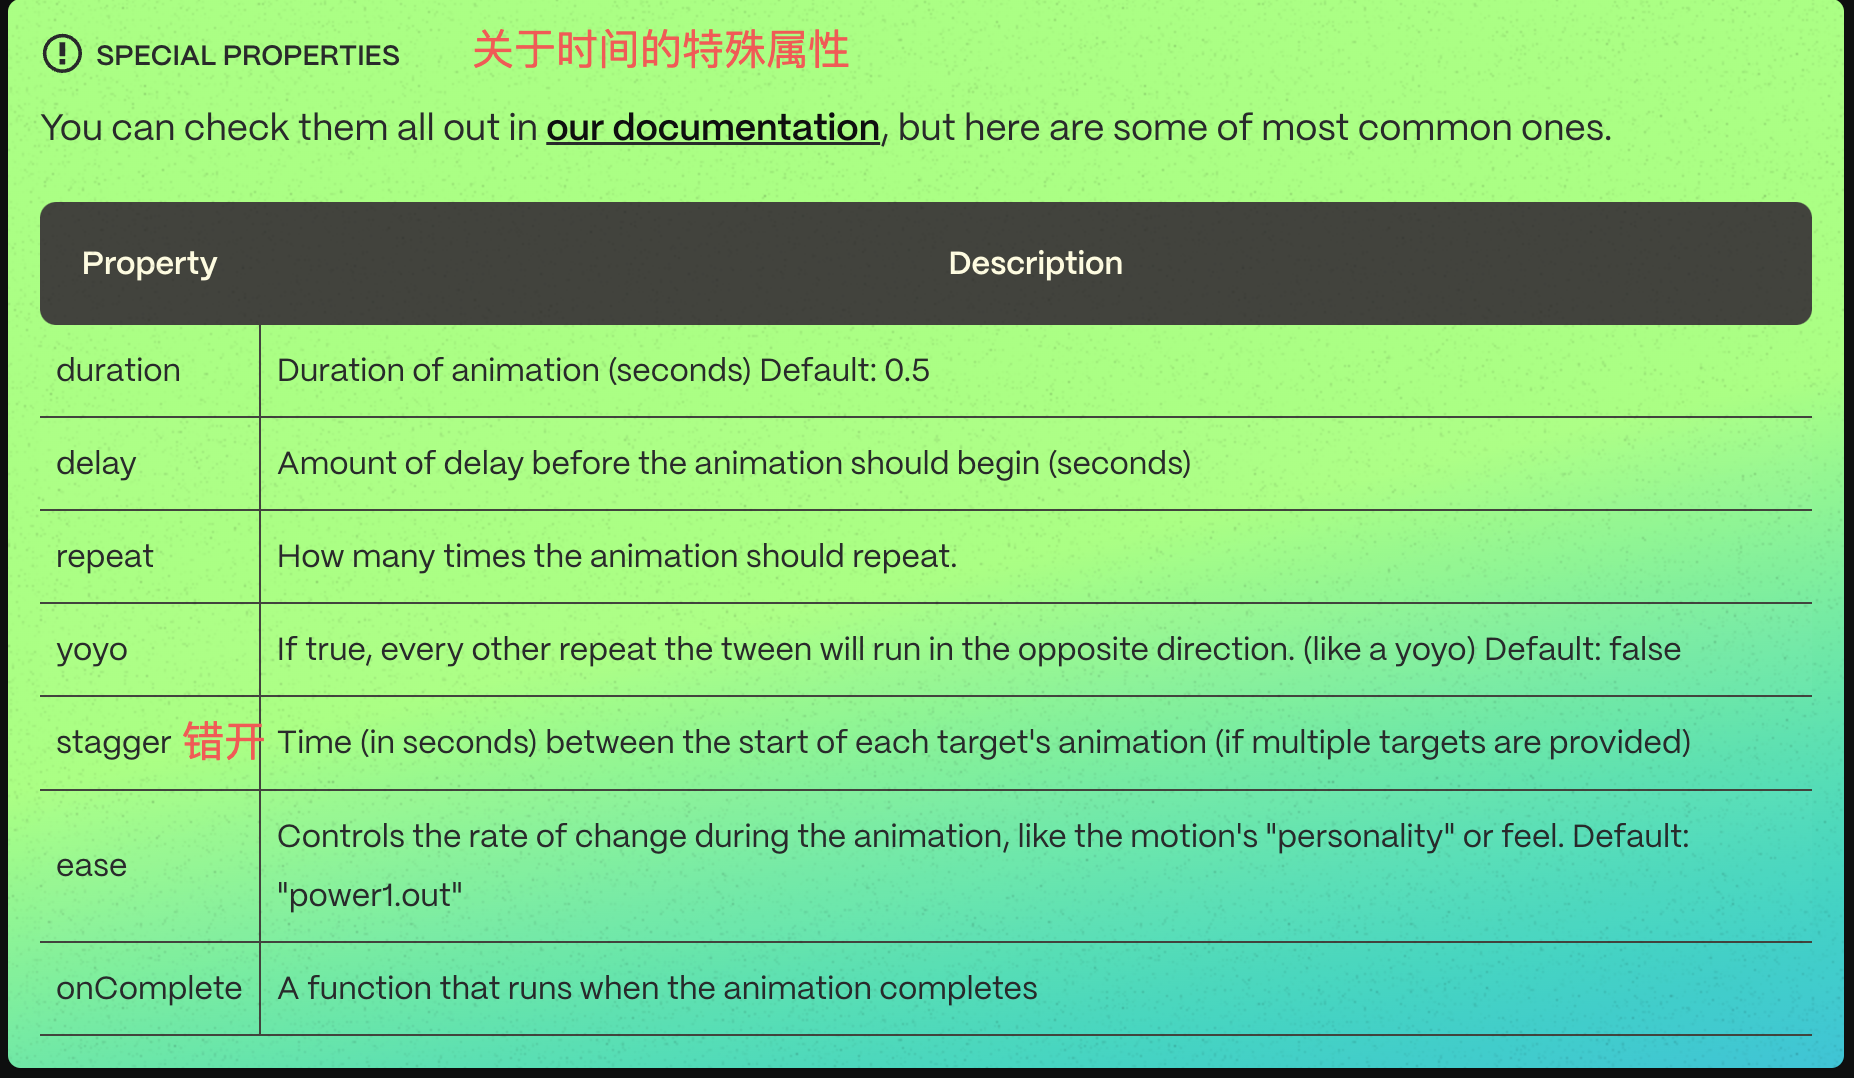 SPECIAL PROPERTIES 关于时间的特殊属性
You can check them all out in our documentation, but here are some of most common ones.
Property Description
duration Duration of animation (seconds) Default: 0.5
delay Amount of delay before the animation should begin (seconds)
repeat How many times the animation should repeat.
yoyo If true, every other repeat the tween will run in the opposite direction. (like a yoyo) Default: false
stagger 错开 Time (in seconds) between the start of each target's animation (if multiple targets are provided)
ease Controls the rate of change during the animation, like the motion's "personality" or feel. Default:
"power1.out"
onComplete A function that runs when the animation completes